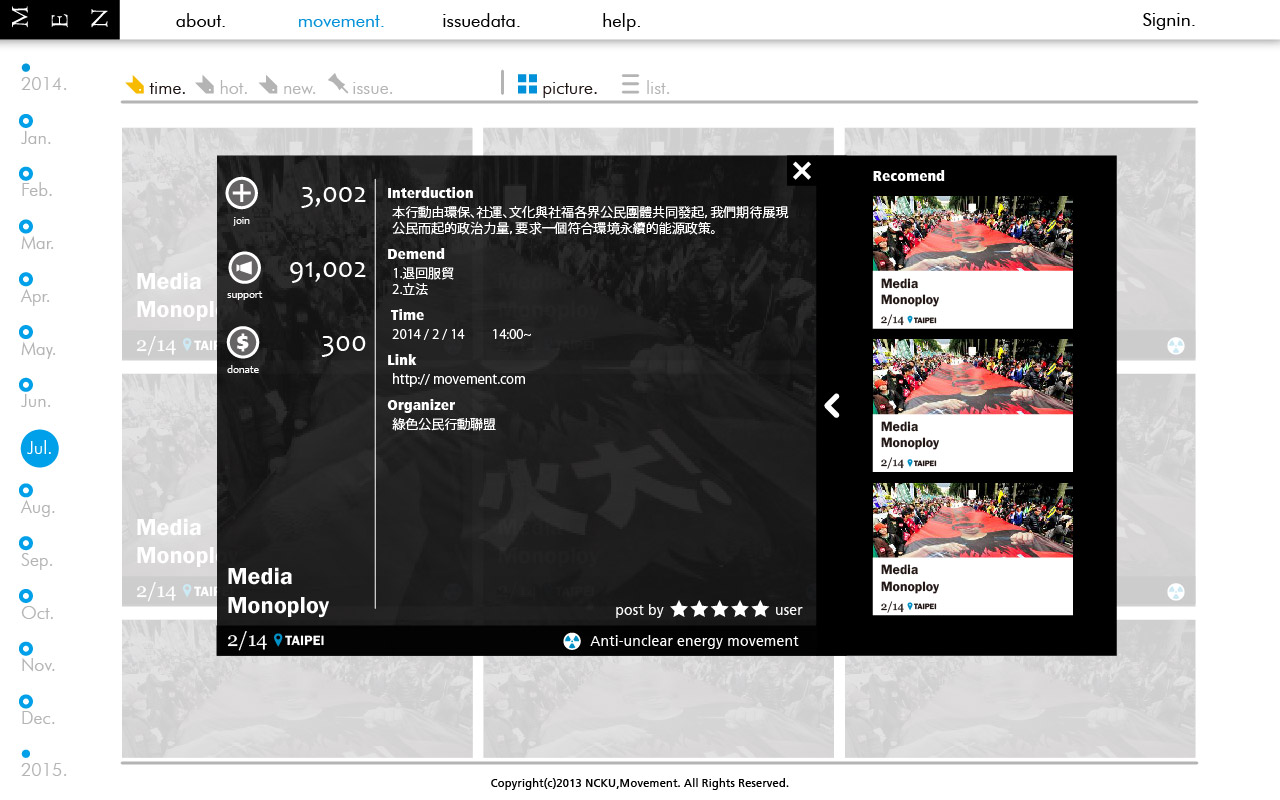 M E N
about. movement. issuedata. help. Signin.
time. hot. new. issue. picture. list.
2014.
Jan.
Feb.
Mar.
Apr.
May.
Jun.
Jul.
Aug.
Sep.
Oct.
Nov.
Dec.
2015.
Media
Monopl
2/14 TAIP
Media
Monoploy
2/14 TAIP
3,002
join
91,002
support
300
donate
Interduction
本行動由環保、社運、文化與社福各界公民團體共同發起, 我們期待展現
公民而起的政治力量, 要求一個符合環境永續的能源政策。
Demend
1.退回服貿
2.立法
Time
2014 / 2 / 14 14:00~
Link
http:// movement.com
Organizer
綠色公民行動聯盟
火大!
Media
Monoploy
post by ★★★★★ user
2/14 TAIPEI
Anti-unclear energy movement
Recomend
Media
Monoploy
2/14 TAIPEI
Media
Monoploy
2/14 TAIPEI
Media
Monoploy
2/14 TAIPEI
Copyright(c)2013 NCKU,Movement. All Rights Reserved.